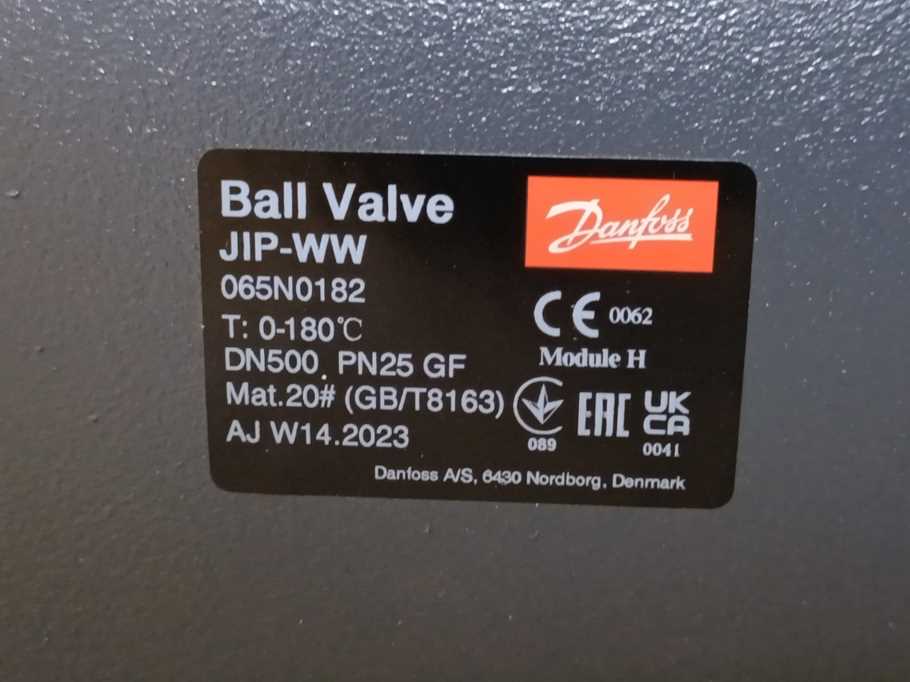 Ball Valve
JIP-WW
065N0182
T: 0-180℃
DN500, PN25 GF
Mat.20# (GB/T8163)
AJ W14.2023
Danfoss
CE 0062
Module H
089
EAC
UK
CA
0041
Danfoss A/S, 6430 Nordborg, Denmark